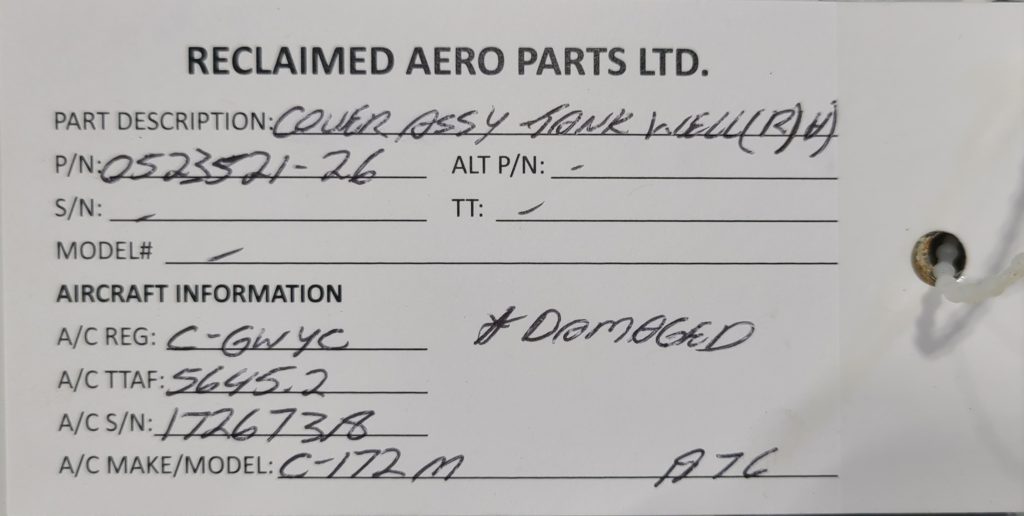 RECLAIMED AERO PARTS LTD.
PART DESCRIPTION: COVER ASSY TANK WELL(R)H)
P/N: 0523521-26 ALT P/N: -
S/N: - TT: -
MODEL# -
AIRCRAFT INFORMATION
A/C REG: C-GWYC * DAMAGED
A/C TTAF: 5645.2
A/C S/N: 17267318
A/C MAKE/MODEL: C-172M A76